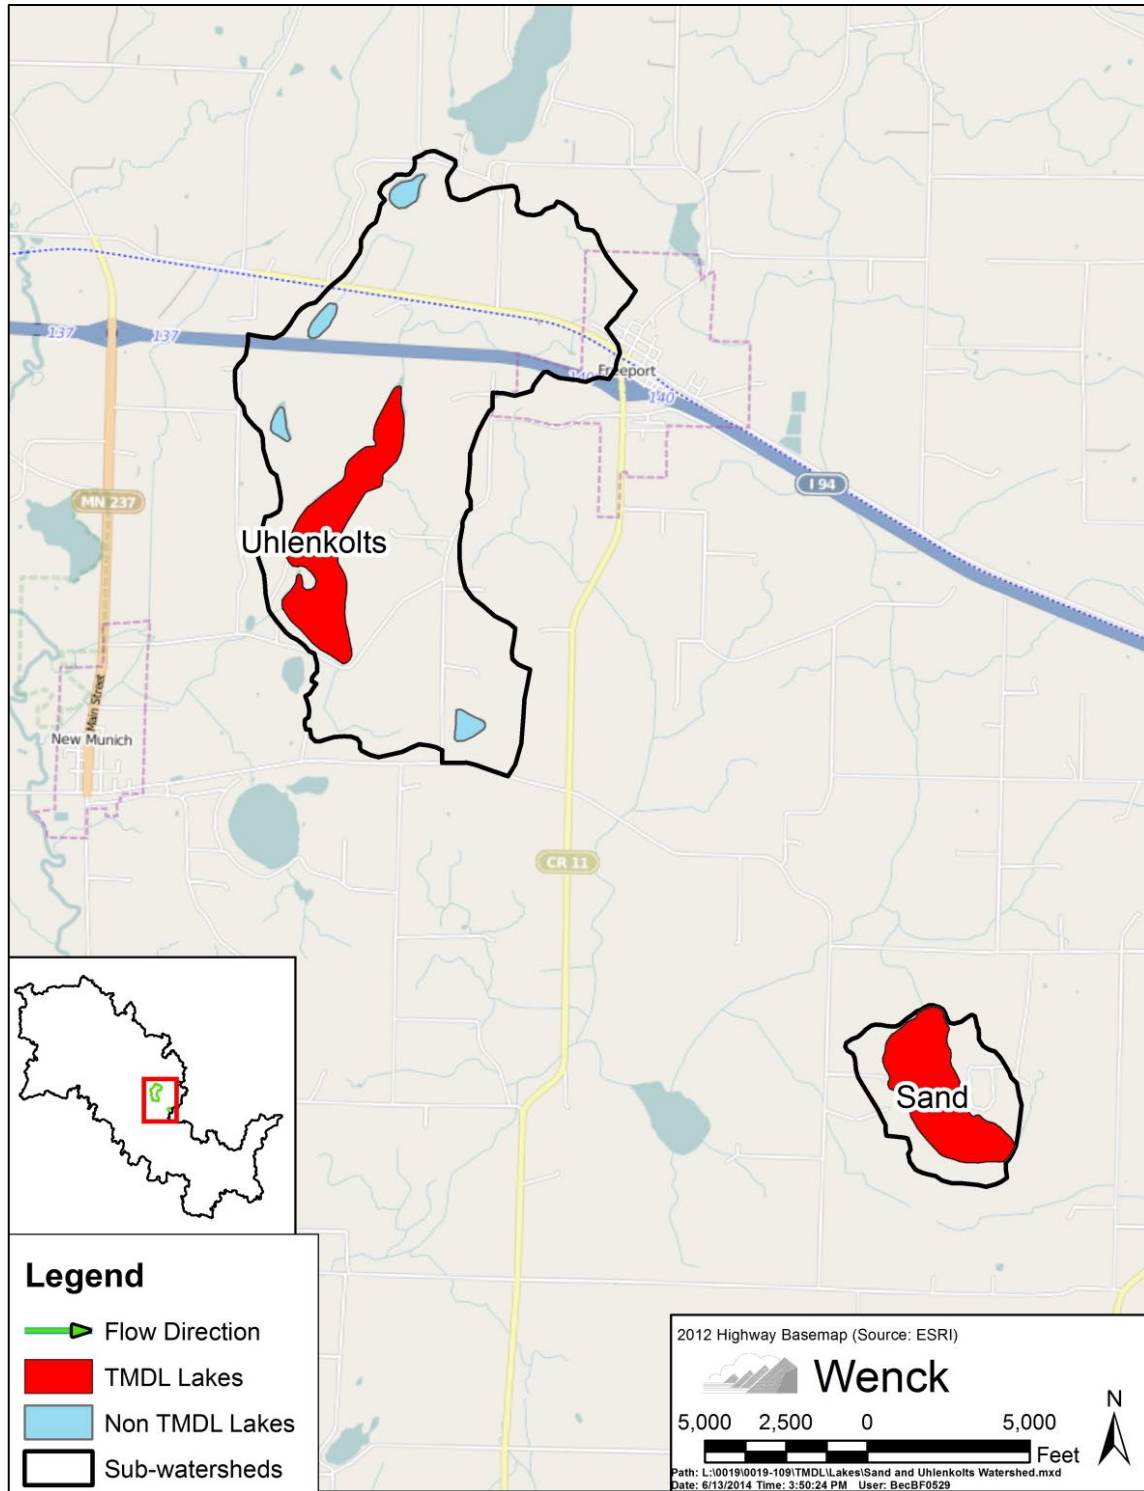 137
137
Freeport
140
140
I 94
MN 237
Uhlenkolts
Main Street
New Munich
CR 11
Sand
Legend
Flow Direction
TMDL Lakes
Non TMDL Lakes
Sub-watersheds
2012 Highway Basemap (Source: ESRI)
Wenck
N
5,000 2,500 0 5,000
Feet
Path: L:\0019\0019-109\TMDL\Lakes\Sand and Uhlenkolts Watershed.mxd
Date: 6/13/2014 Time: 3:50:24 PM User: BecBF0529